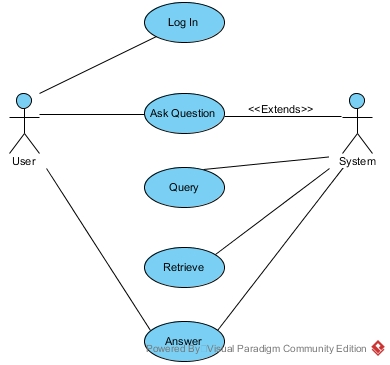 Log In
Ask Question
<<Extends>>
User
System
Query
Retrieve
Answer
Powered By Visual Paradigm Community Edition